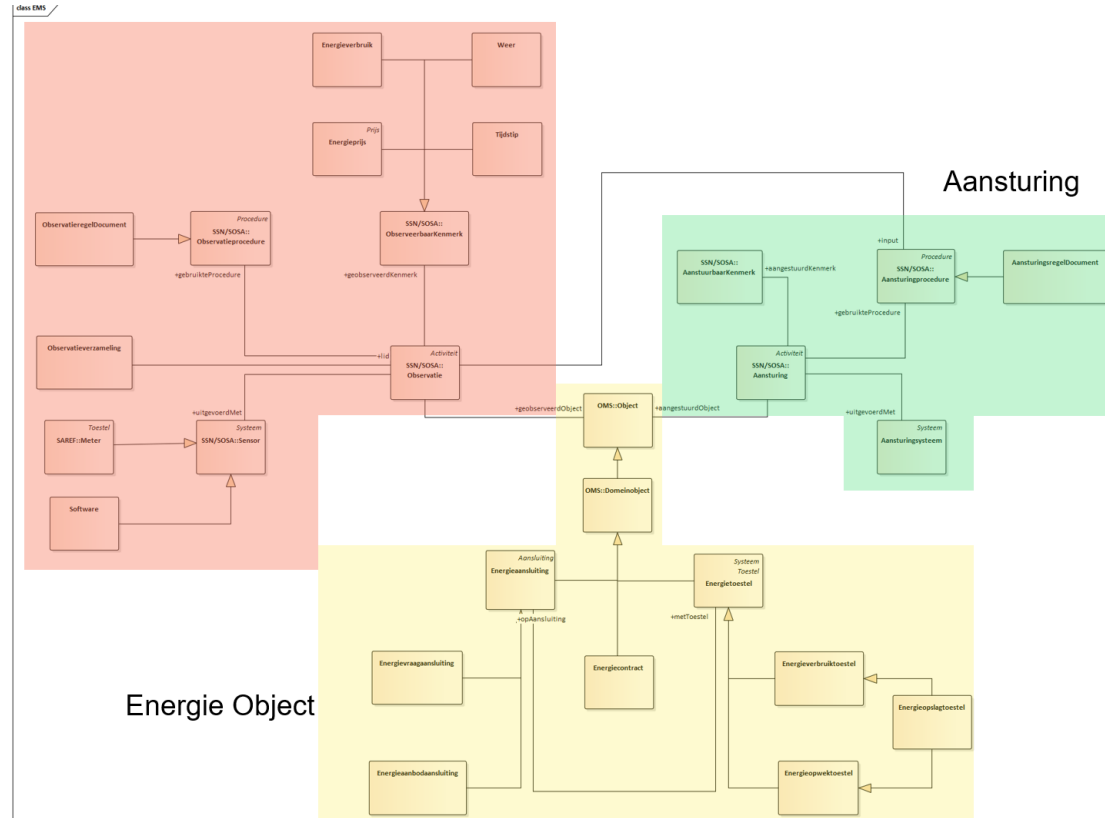 class EMS
Energieverbruik
Weer
Prijs
Energieprijs
Tijdstip
Aansturing
ObservatieregelDocument
Procedure
SSN/SOSA::
Observatieprocedure
SSN/SOSA::
ObserveerbaarKenmerk
+gebruikteProcedure
+geobserveerdKenmerk
+input
SSN/SOSA::
AanstuurbaarKenmerk
+aangestuurdKenmerk
Procedure
SSN/SOSA::
Aansturingprocedure
AansturingsregelDocument
+gebruikteProcedure
Observatieverzameling
+lid
Activiteit
SSN/SOSA::
Observatie
Activiteit
SSN/SOSA::
Aansturing
+uitgevoerdMet
+geobserveerdObject
OMS::Object
+aangestuurdObject
+uitgevoerdMet
Toestel
SAREF::Meter
Systeem
SSN/SOSA::Sensor
Systeem
Aansturingsysteem
Software
OMS::Domeinobject
Aansluiting
Energieaansluiting
Systeem
Toestel
Energietoestel
+opAansluiting
+metToestel
Energievraagaansluiting
Energiecontract
Energieverbruiktoestel
Energieopslagtoestel
Energie Object
Energieaanbodaansluiting
Energieopwektoestel